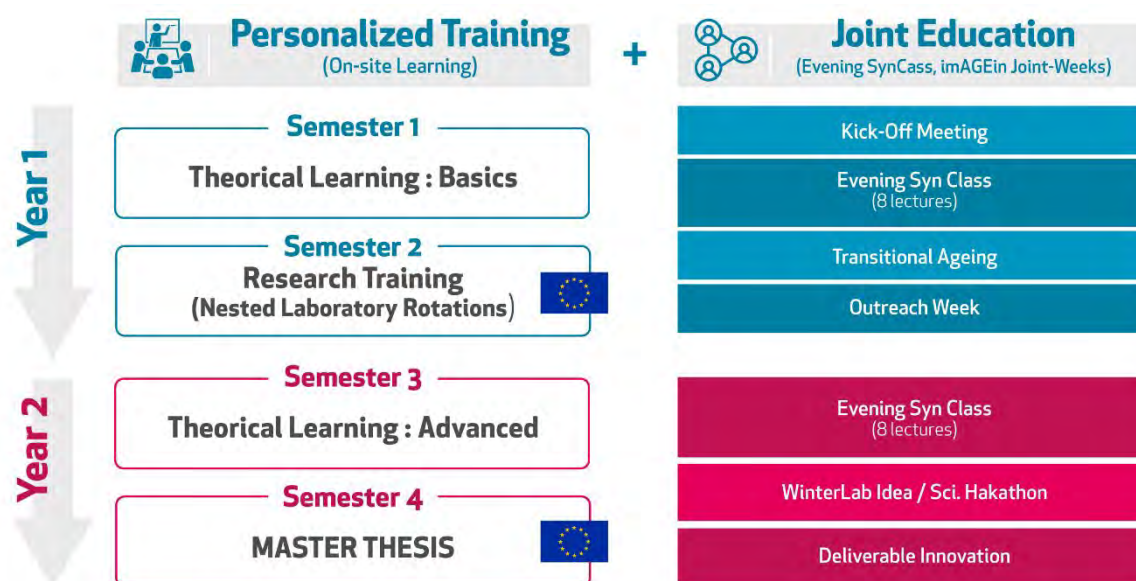 Personalized Training
(On-site Learning)
+
Joint Education
(Evening SynCass, imAGEin Joint-Weeks)
Year 1
Semester 1
Theorical Learning : Basics
Semester 2
Research Training
(Nested Laboratory Rotations)
Kick-Off Meeting
Evening Syn Class
(8 lectures)
Transitional Ageing
Outreach Week
Year 2
Semester 3
Theorical Learning : Advanced
Semester 4
MASTER THESIS
Evening Syn Class
(8 lectures)
WinterLab Idea / Sci. Hakathon
Deliverable Innovation